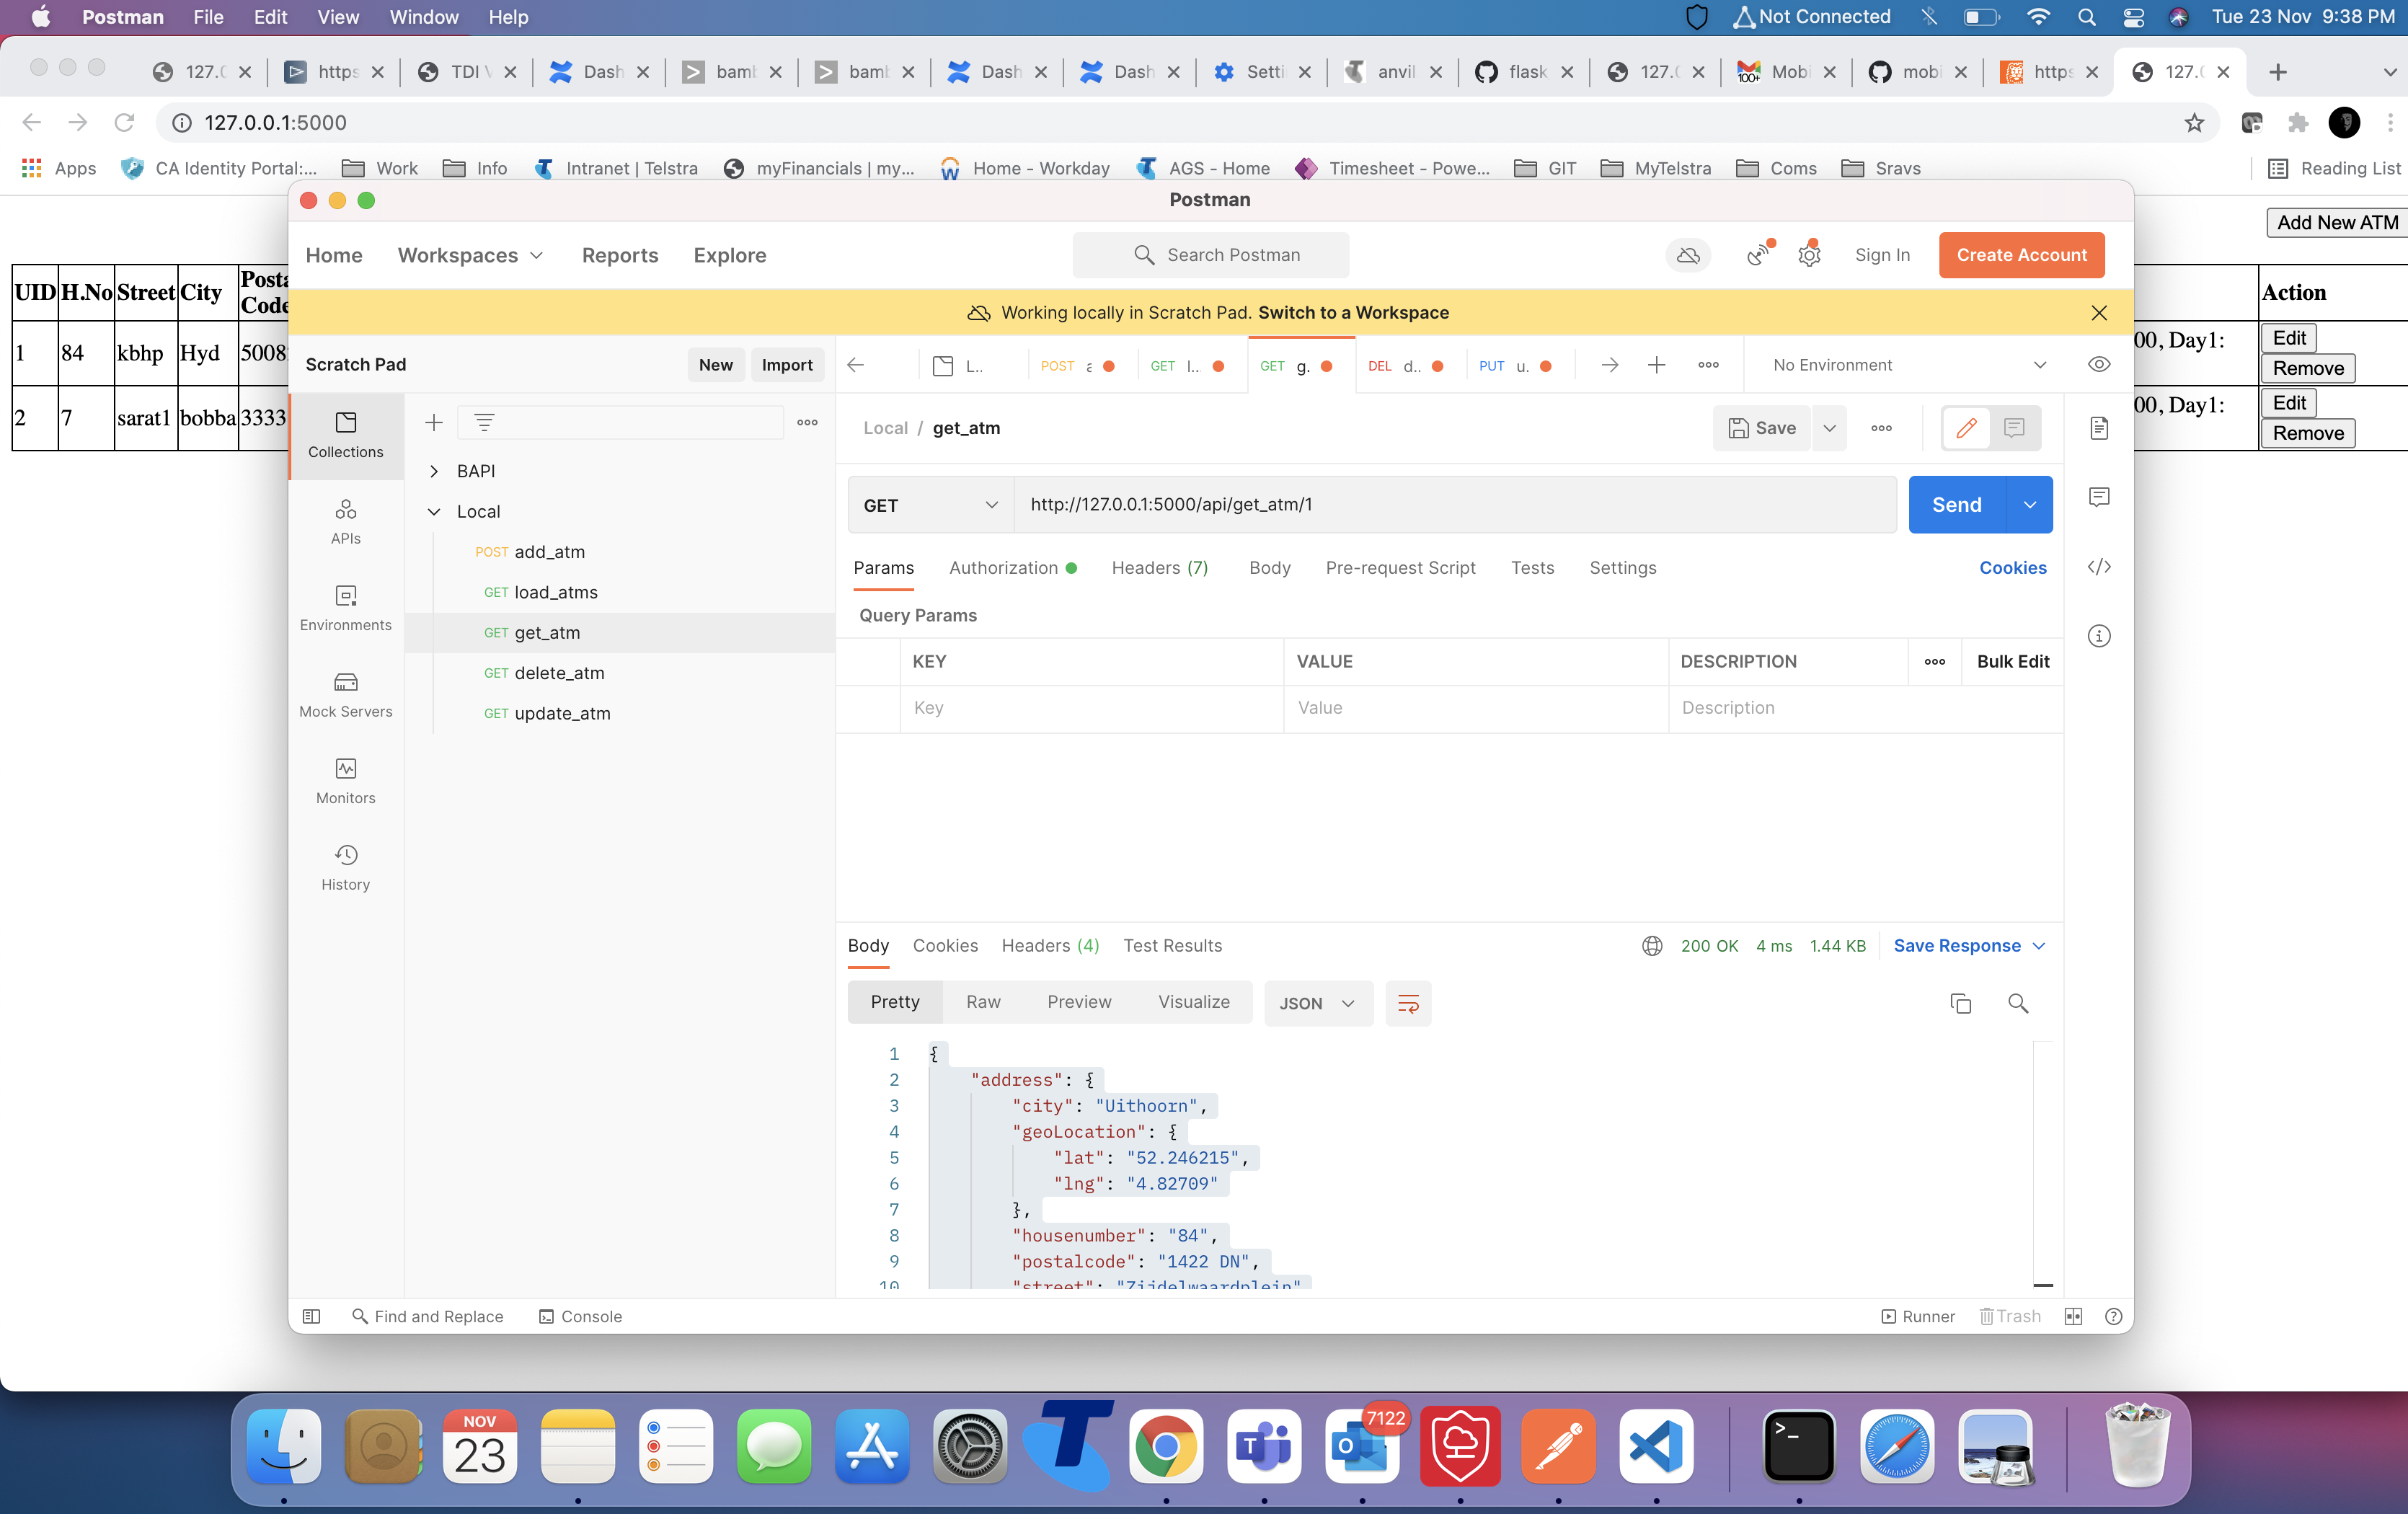 Postman File Edit View Window Help Not Connected Tue 23 Nov 9:38 PM
127.0 https TDI Dash bamb bamb Dash Dash Setti anvil flask 127.0 100+ Mobi mobi https 127.0
127.0.0.1:5000
Apps CA Identity Portal:... Work Info Intranet | Telstra myFinancials | my... Home - Workday AGS - Home Timesheet - Powe... GIT MyTelstra Coms Sravs Reading List
Postman
Add New ATM
Home Workspaces Reports Explore Search Postman Sign In Create Account
UID H.No Street City Posta Code Action
Working locally in Scratch Pad. Switch to a Workspace
1 84 kbhp Hyd 5008 00, Day1: Edit
Remove
Scratch Pad New Import L.. POST a GET l... GET g. DEL d.. PUT u. No Environment
2 7 sarat1 bobba 3333 00, Day1: Edit
Remove
Collections
Local / get_atm Save
BAPI
Local
GET http://127.0.0.1:5000/api/get_atm/1 Send
APIs
POST add_atm
Params Authorization Headers (7) Body Pre-request Script Tests Settings Cookies
GET load_atms
Environments
Query Params
GET get_atm
KEY VALUE DESCRIPTION Bulk Edit
GET delete_atm
Mock Servers
Key Value Description
GET update_atm
Monitors
History
Body Cookies Headers (4) Test Results 200 OK 4 ms 1.44 KB Save Response
Pretty Raw Preview Visualize JSON
1 {
2 "address": {
3 "city": "Uithoorn",
4 "geoLocation": {
5 "lat": "52.246215",
6 "lng": "4.82709"
7 },
8 "housenumber": "84",
9 "postalcode": "1422 DN",
10 "street": "Zijdelwaardplein"
Find and Replace Console Runner Trash
NOV
23
7122